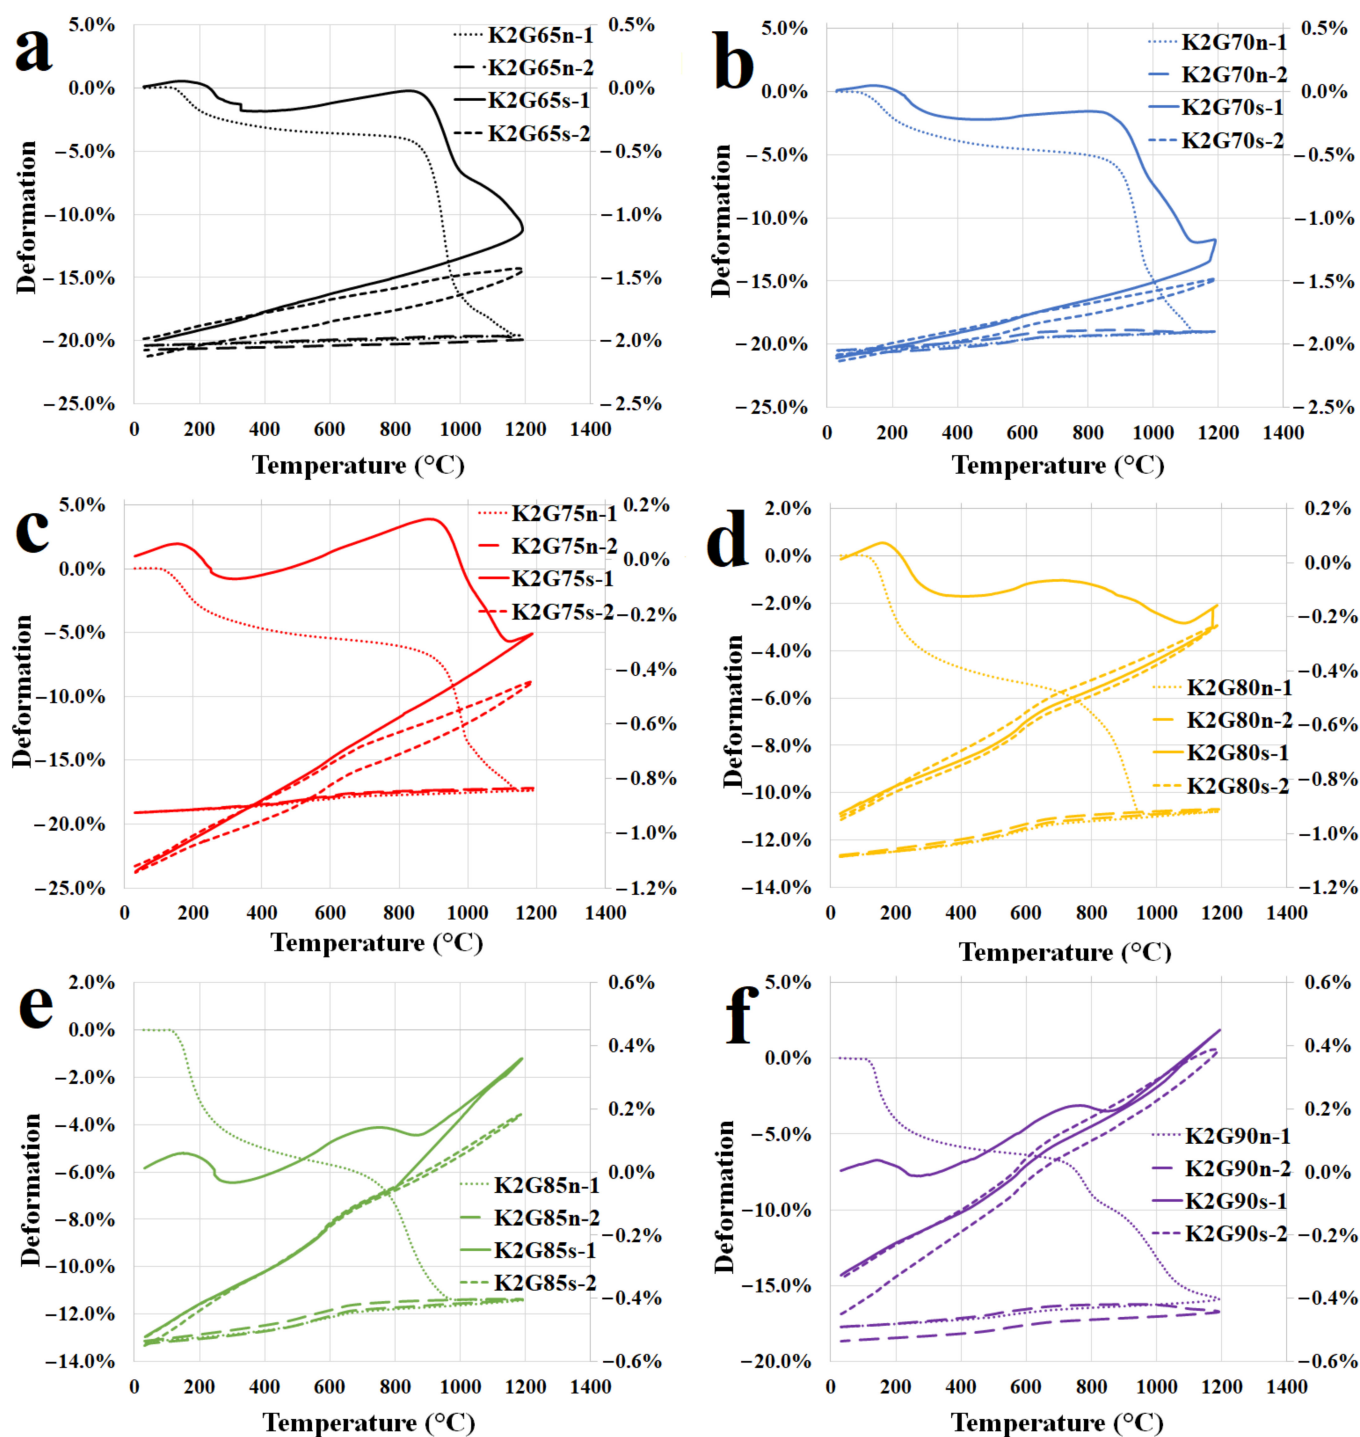 a
5.0%
0.0%
−5.0%
−10.0%
−15.0%
−20.0%
−25.0%
Deformation
0.5%
0.0%
−0.5%
−1.0%
−1.5%
−2.0%
−2.5%
K2G65n-1
K2G65n-2
K2G65s-1
K2G65s-2
0 200 400 600 800 1000 1200 1400
Temperature (°C)
b
5.0%
0.0%
−5.0%
−10.0%
−15.0%
−20.0%
−25.0%
Deformation
0.5%
0.0%
−0.5%
−1.0%
−1.5%
−2.0%
−2.5%
K2G70n-1
K2G70n-2
K2G70s-1
K2G70s-2
0 200 400 600 800 1000 1200 1400
Temperature (°C)
c
5.0%
0.0%
−5.0%
−10.0%
−15.0%
−20.0%
−25.0%
Deformation
0.2%
0.0%
−0.2%
−0.4%
−0.6%
−0.8%
−1.0%
−1.2%
K2G75n-1
K2G75n-2
K2G75s-1
K2G75s-2
0 200 400 600 800 1000 1200 1400
Temperature (°C)
d
2.0%
0.0%
−2.0%
−4.0%
−6.0%
−8.0%
−10.0%
−12.0%
−14.0%
Deformation
0.2%
0.0%
−0.2%
−0.4%
−0.6%
−0.8%
−1.0%
−1.2%
K2G80n-1
K2G80n-2
K2G80s-1
K2G80s-2
0 200 400 600 800 1000 1200 1400
Temperature (°C)
e
2.0%
0.0%
−2.0%
−4.0%
−6.0%
−8.0%
−10.0%
−12.0%
−14.0%
Deformation
0.6%
0.4%
0.2%
0.0%
−0.2%
−0.4%
−0.6%
K2G85n-1
K2G85n-2
K2G85s-1
K2G85s-2
0 200 400 600 800 1000 1200 1400
Temperature (°C)
f
5.0%
0.0%
−5.0%
−10.0%
−15.0%
−20.0%
Deformation
0.6%
0.4%
0.2%
0.0%
−0.2%
−0.4%
−0.6%
K2G90n-1
K2G90n-2
K2G90s-1
K2G90s-2
0 200 400 600 800 1000 1200 1400
Temperature (°C)